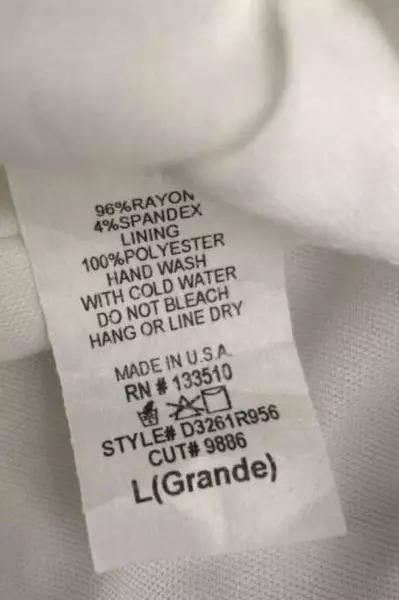 96%RAYON
4%SPANDEX
LINING
100%POLYESTER
HAND WASH
WITH COLD WATER
DO NOT BLEACH
HANG OR LINE DRY
MADE IN U.S.A.
RN # 133510
STYLE# D3261R956
CUT# 9886
L(Grande)